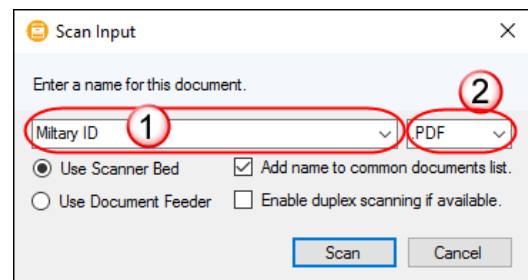 Scan Input
Enter a name for this document.
2
Miltary ID 1 .PDF
Use Scanner Bed Add name to common documents list.
Use Document Feeder Enable duplex scanning if available.
Scan Cancel